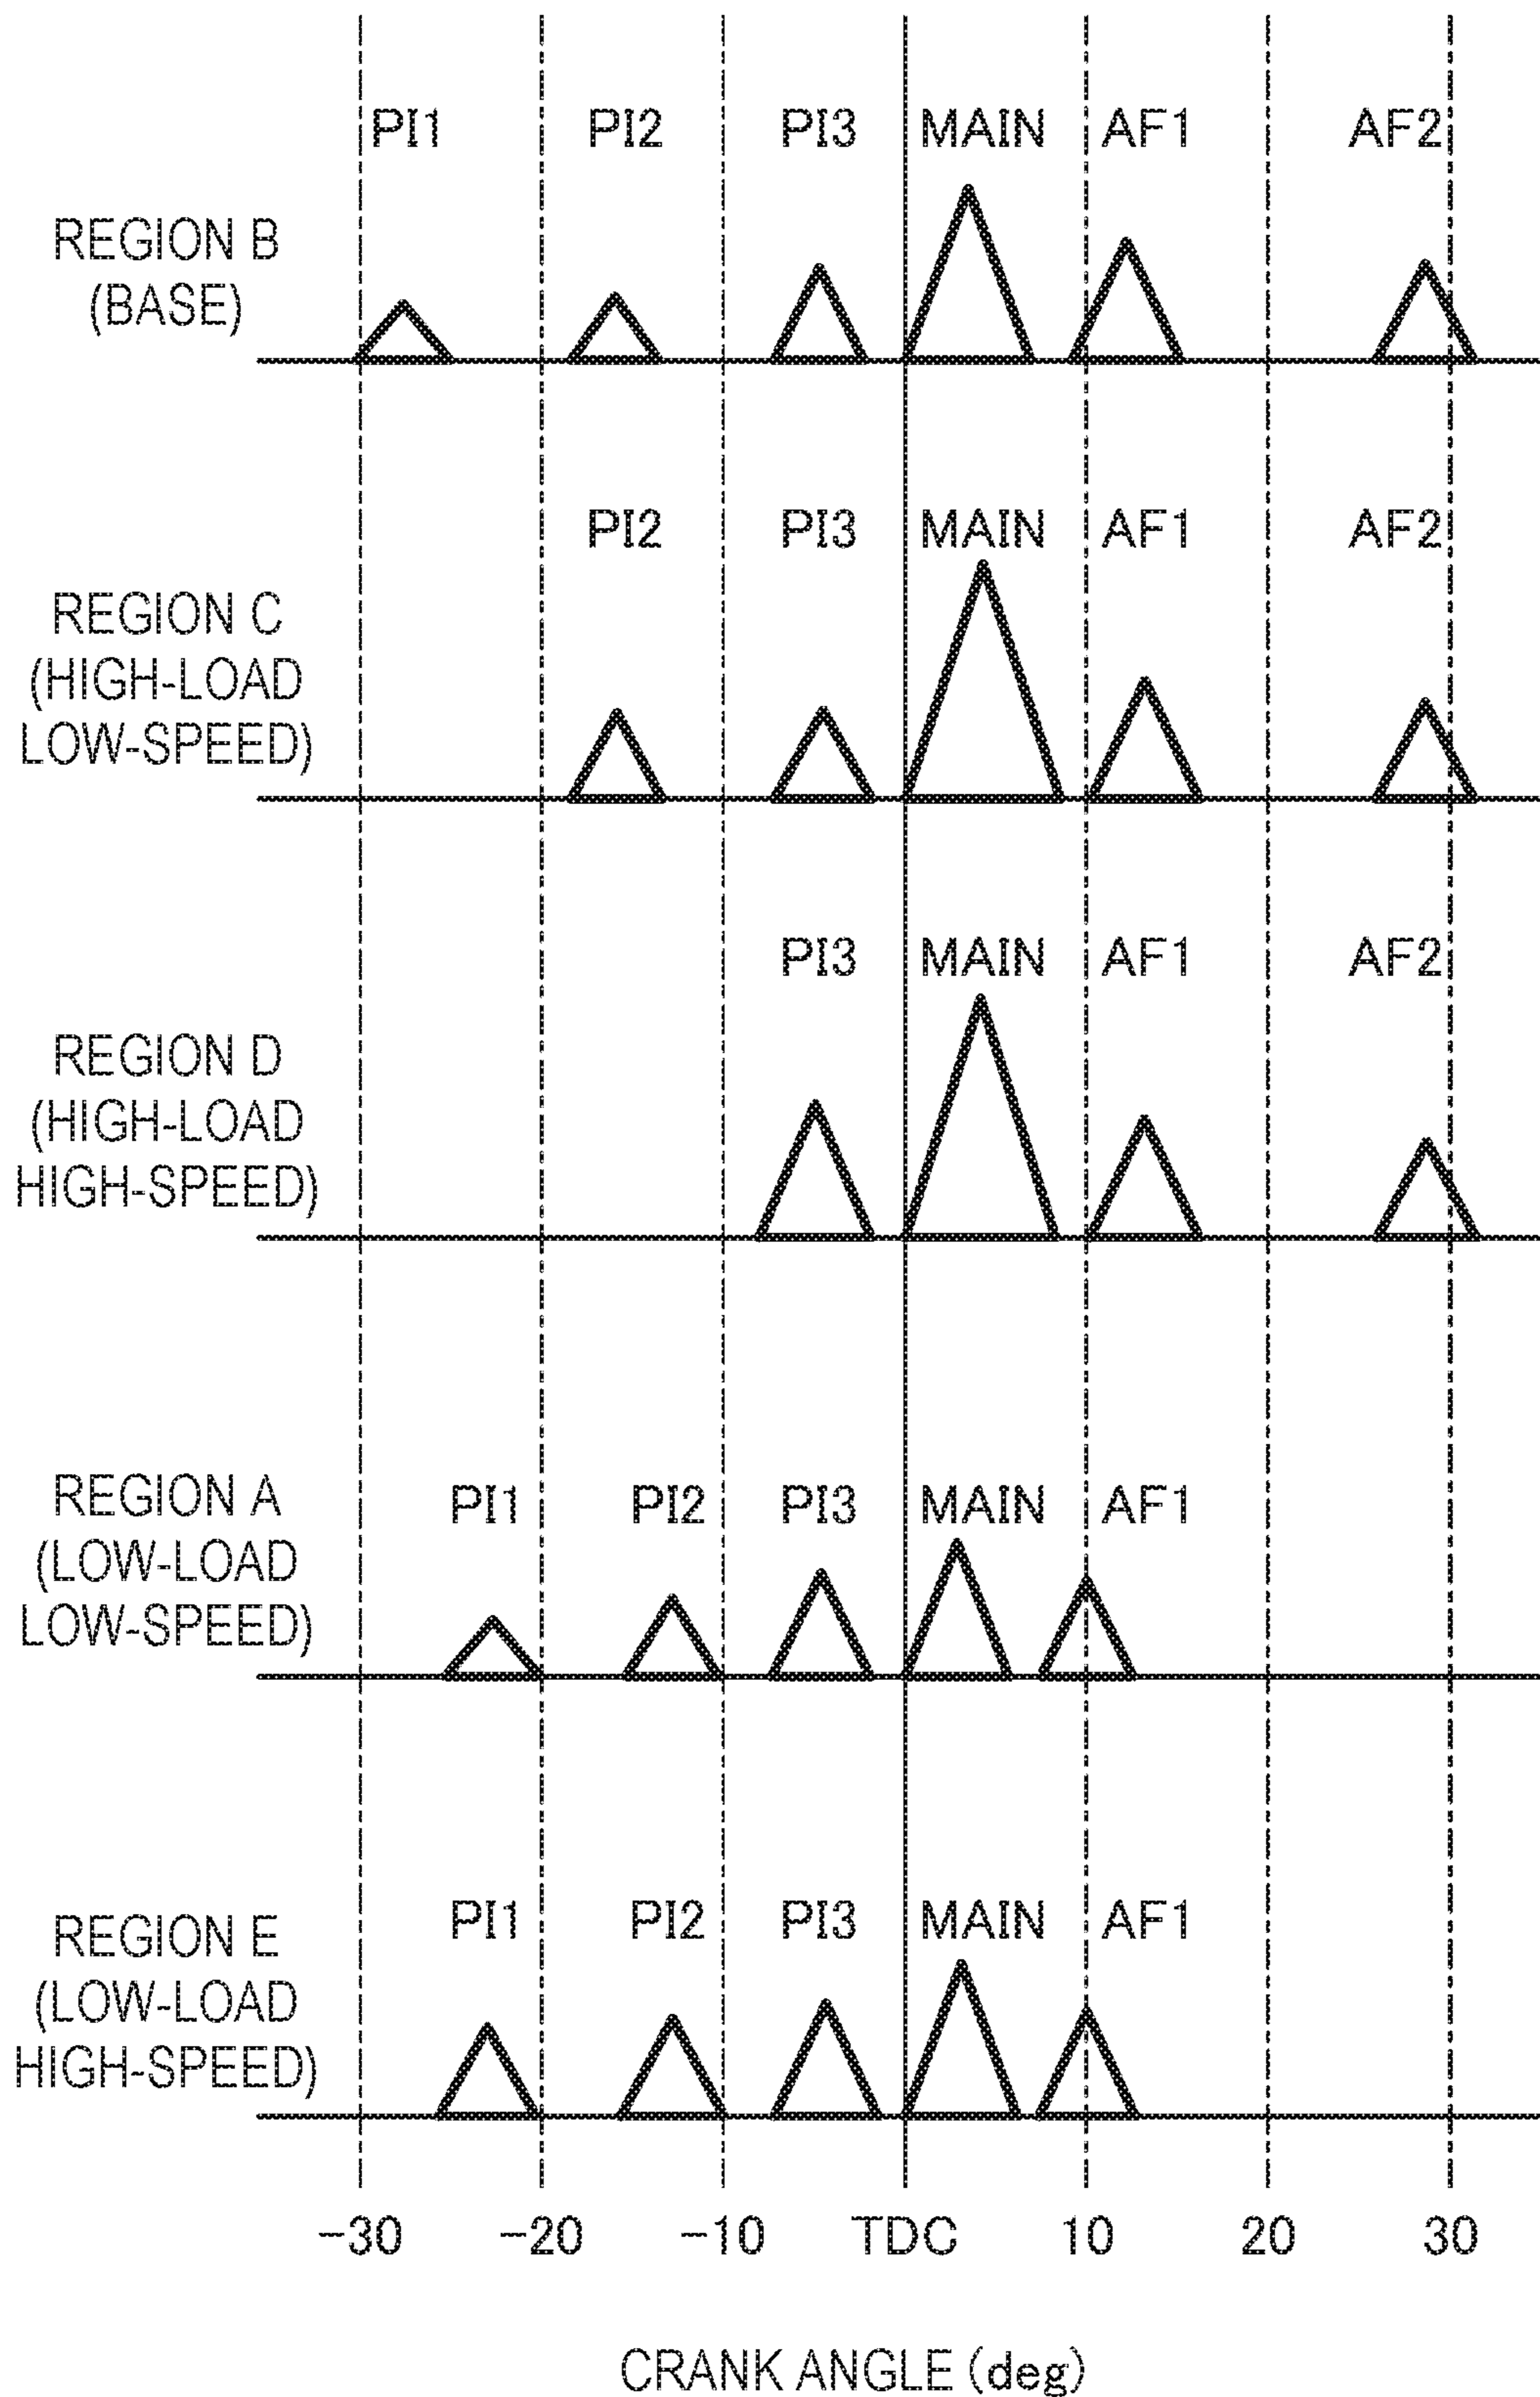 PI1 PI2 PI3 MAIN AF1 AF2
REGION B
(BASE)
PI2 PI3 MAIN AF1 AF2
REGION C
(HIGH-LOAD
LOW-SPEED)
PI3 MAIN AF1 AF2
REGION D
(HIGH-LOAD
HIGH-SPEED)
PI1 PI2 PI3 MAIN AF1
REGION A
(LOW-LOAD
LOW-SPEED)
PI1 PI2 PI3 MAIN AF1
REGION E
(LOW-LOAD
HIGH-SPEED)
-30 -20 -10 TDC 10 20 30
CRANK ANGLE (deg)